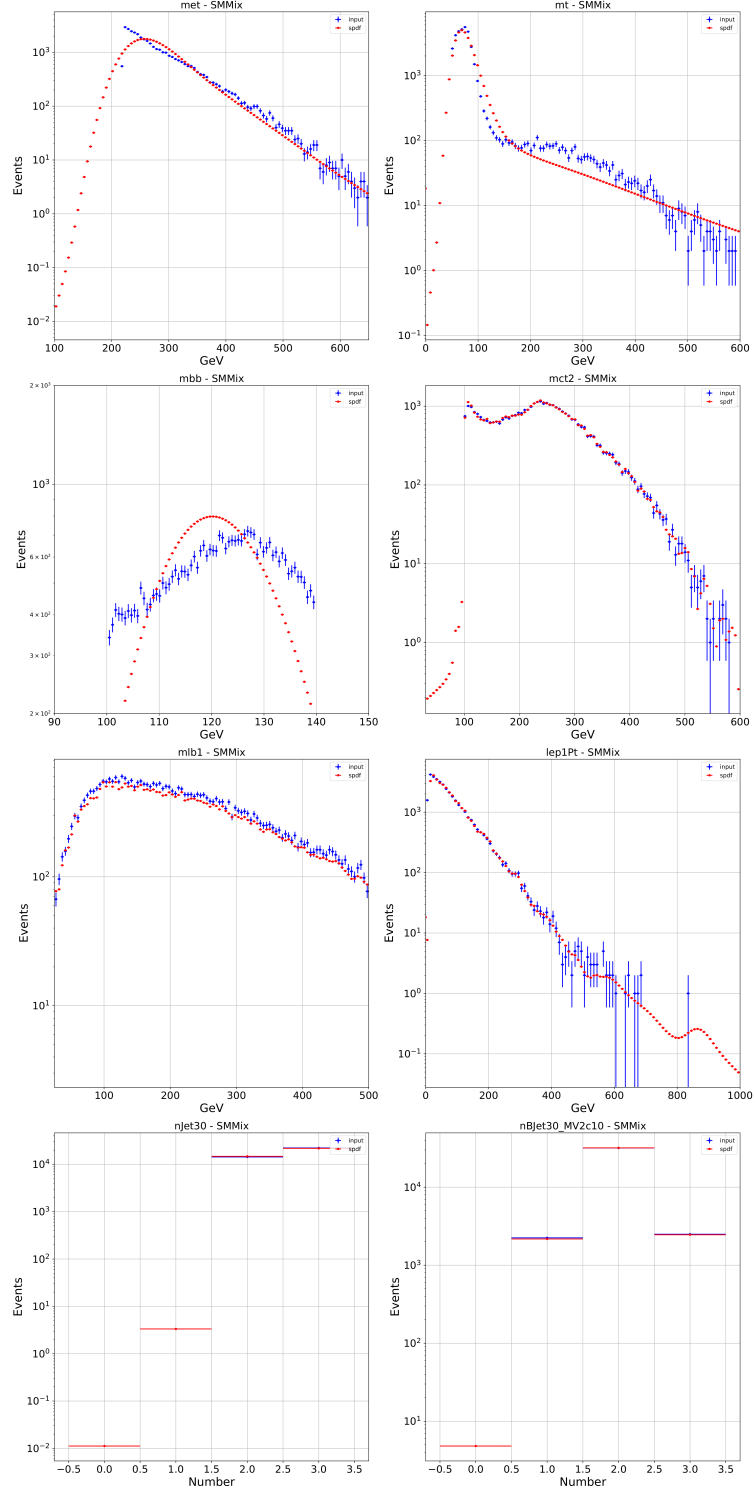 met - SMMix
input
spdf
Events
10³
10²
10¹
10⁰
10⁻¹
10⁻²
100 200 300 400 500 600
GeV
mt - SMMix
input
spdf
Events
10³
10²
10¹
10⁰
10⁻¹
0 100 200 300 400 500 600
GeV
mbb - SMMix
input
spdf
Events
2 × 10³
10³
6 × 10²
4 × 10²
3 × 10²
2 × 10²
90 100 110 120 130 140 150
GeV
mct2 - SMMix
input
spdf
Events
10³
10²
10¹
10⁰
100 200 300 400 500 600
GeV
mlb1 - SMMix
input
spdf
Events
10²
10¹
100 200 300 400 500
GeV
lep1Pt - SMMix
input
spdf
Events
10³
10²
10¹
10⁰
10⁻¹
0 200 400 600 800 1000
GeV
nJet30 - SMMix
input
spdf
Events
10⁴
10³
10²
10¹
10⁰
10⁻¹
10⁻²
−0.5 0.0 0.5 1.0 1.5 2.0 2.5 3.0 3.5
Number
nBJet30_MV2c10 - SMMix
input
spdf
Events
10⁴
10³
10²
10¹
−0.5 0.0 0.5 1.0 1.5 2.0 2.5 3.0 3.5
Number